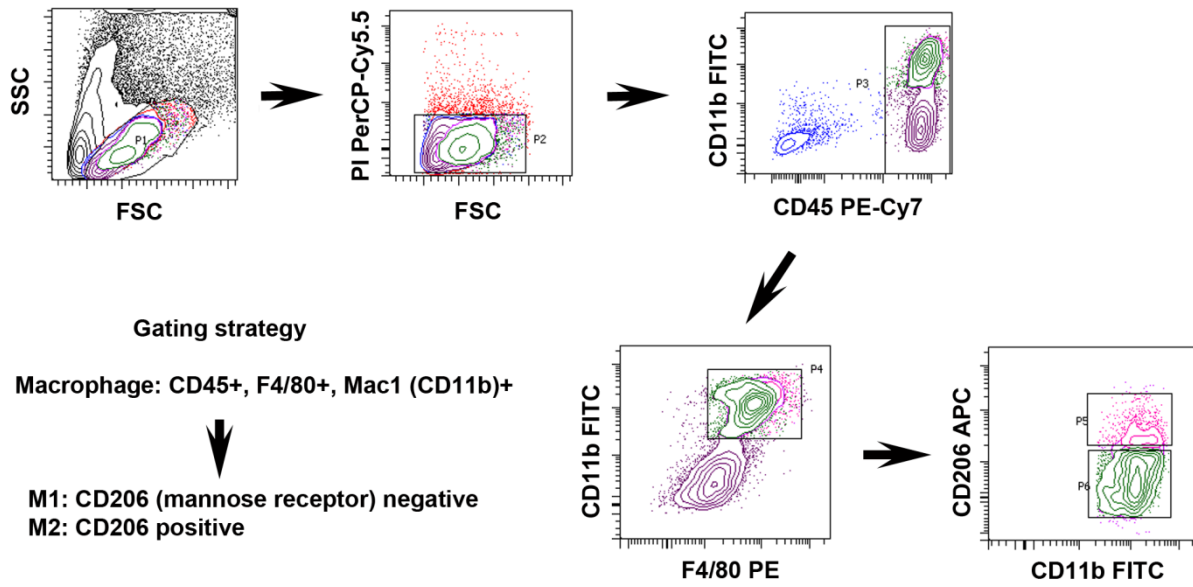 SSC
P1
FSC
PI PerCP-Cy5.5
P2
FSC
CD11b FITC
P3
CD45 PE-Cy7
Gating strategy
Macrophage: CD45+, F4/80+, Mac1 (CD11b)+
M1: CD206 (mannose receptor) negative
M2: CD206 positive
CD11b FITC
P4
F4/80 PE
CD206 APC
P5
P6
CD11b FITC